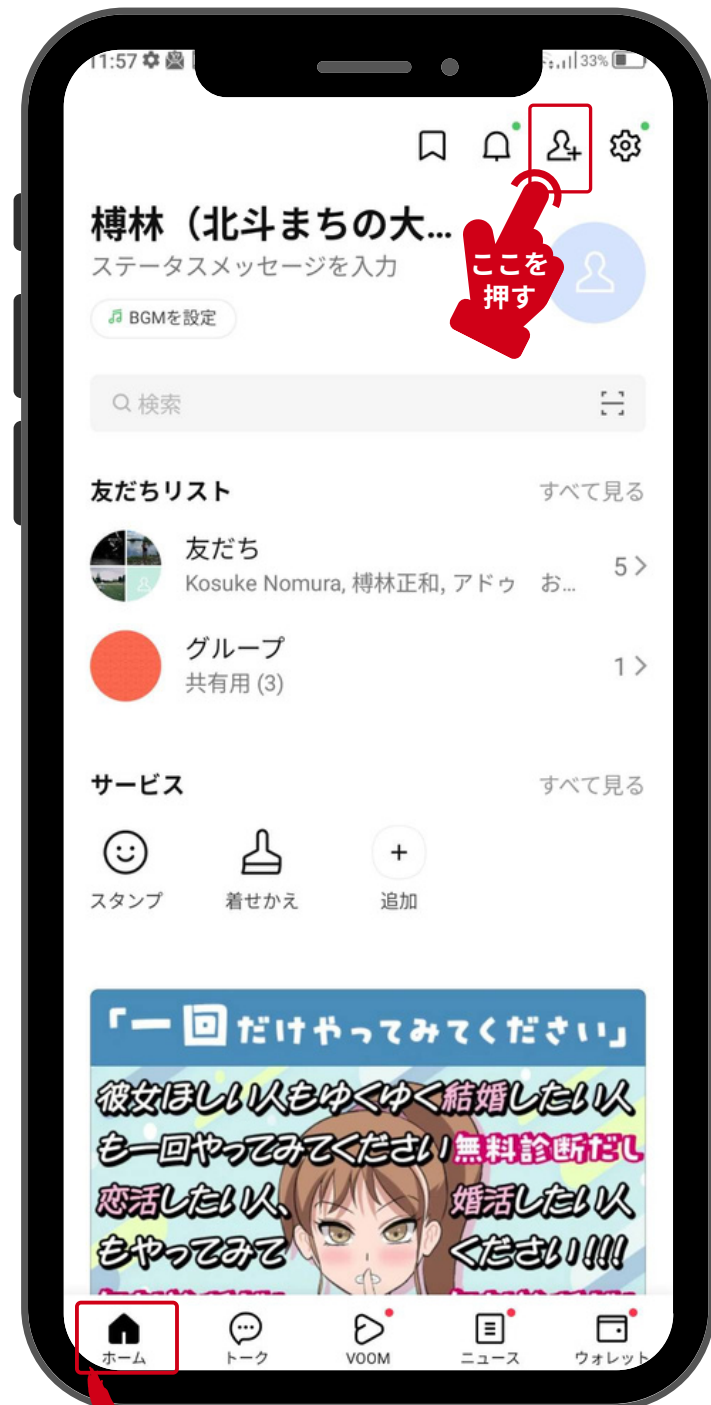 11:57
33%
榑林（北斗まちの大...
ステータスメッセージを入力
ここを
押す
BGMを設定
検索
友だちリスト
すべて見る
友だち
5
Kosuke Nomura, 榑林正和, アドゥ　お...
グループ
1
共有用 (3)
サービス
すべて見る
スタンプ
着せかえ
追加
「一回だけやってみてください」
彼女ほしい人もゆくゆく結婚したい人
も一回やってみてください無料診断だし
恋活したい人、
婚活したい人
もやってみて
ください!!!
ホーム
トーク
VOOM
ニュース
ウォレット